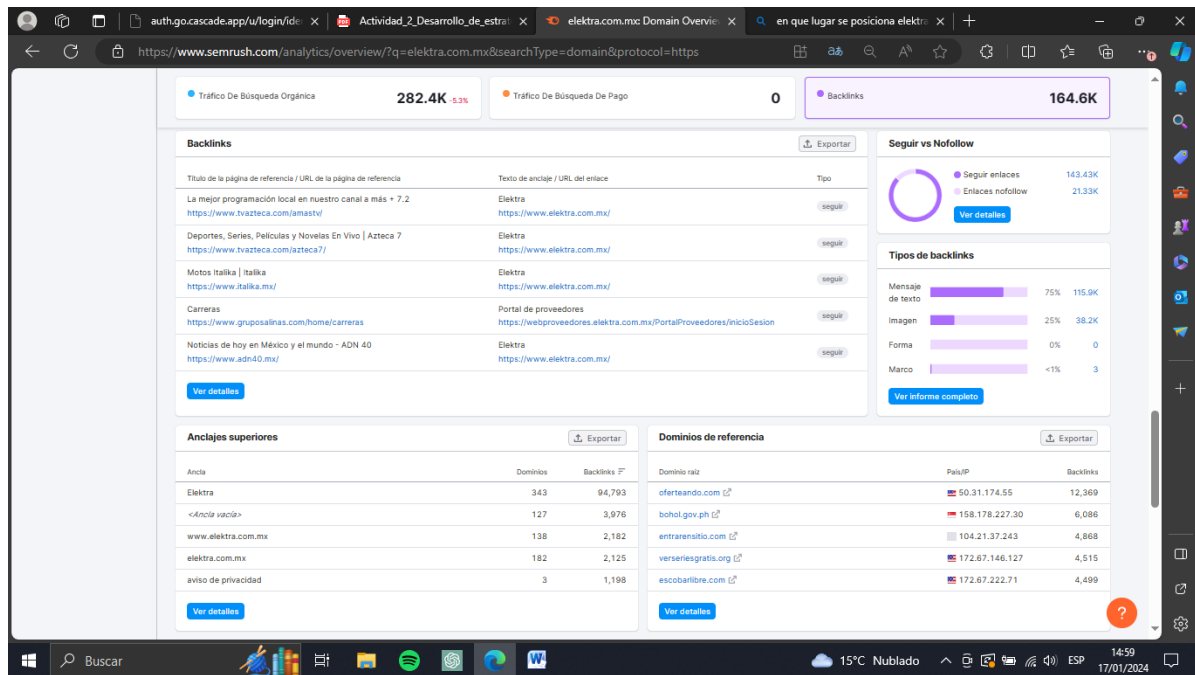 auth.go.cascade.app/u/login/ide
Actividad_2_Desarrollo_de_estrat
elektra.com.mx: Domain Overview
en que lugar se posiciona elektra
https://www.semrush.com/analytics/overview/?q=elektra.com.mx&searchType=domain&protocol=https
Tráfico De Búsqueda Orgánica 282.4K -5.3%
Tráfico De Búsqueda De Pago 0
Backlinks 164.6K
Backlinks
Exportar
Título de la página de referencia / URL de la página de referencia Texto de anclaje / URL del enlace Tipo
La mejor programación local en nuestro canal a más + 7.2 Elektra
https://www.tvazteca.com/amastv/ https://www.elektra.com.mx/ seguir
Deportes, Series, Películas y Novelas En Vivo | Azteca 7 Elektra
https://www.tvazteca.com/azteca7/ https://www.elektra.com.mx/ seguir
Motos Italika | Italika Elektra
https://www.italika.mx/ https://www.elektra.com.mx/ seguir
Carreras Portal de proveedores
https://www.gruposalinas.com/home/carreras https://webproveedores.elektra.com.mx/PortalProveedores/inicioSesion seguir
Noticias de hoy en México y el mundo - ADN 40 Elektra
https://www.adn40.mx/ https://www.elektra.com.mx/ seguir
Ver detalles
Seguir vs Nofollow
Seguir enlaces 143.43K
Enlaces nofollow 21.33K
Ver detalles
Tipos de backlinks
Mensaje
de texto 75% 115.9K
Imagen 25% 38.2K
Forma 0% 0
Marco <1% 3
Ver informe completo
Anclajes superiores
Exportar
Ancla Dominios Backlinks
Elektra 343 94,793
<Ancla vacía> 127 3,976
www.elektra.com.mx 138 2,182
elektra.com.mx 182 2,125
aviso de privacidad 3 1,198
Ver detalles
Dominios de referencia
Exportar
Dominio raíz País/IP Backlinks
oferteando.com 50.31.174.55 12,369
bohol.gov.ph 158.178.227.30 6,086
entrarensitio.com 104.21.37.243 4,868
verseriesgratis.org 172.67.146.127 4,515
escobarlibre.com 172.67.222.71 4,499
Ver detalles
?
Buscar
15°C Nublado
ESP
14:59
17/01/2024